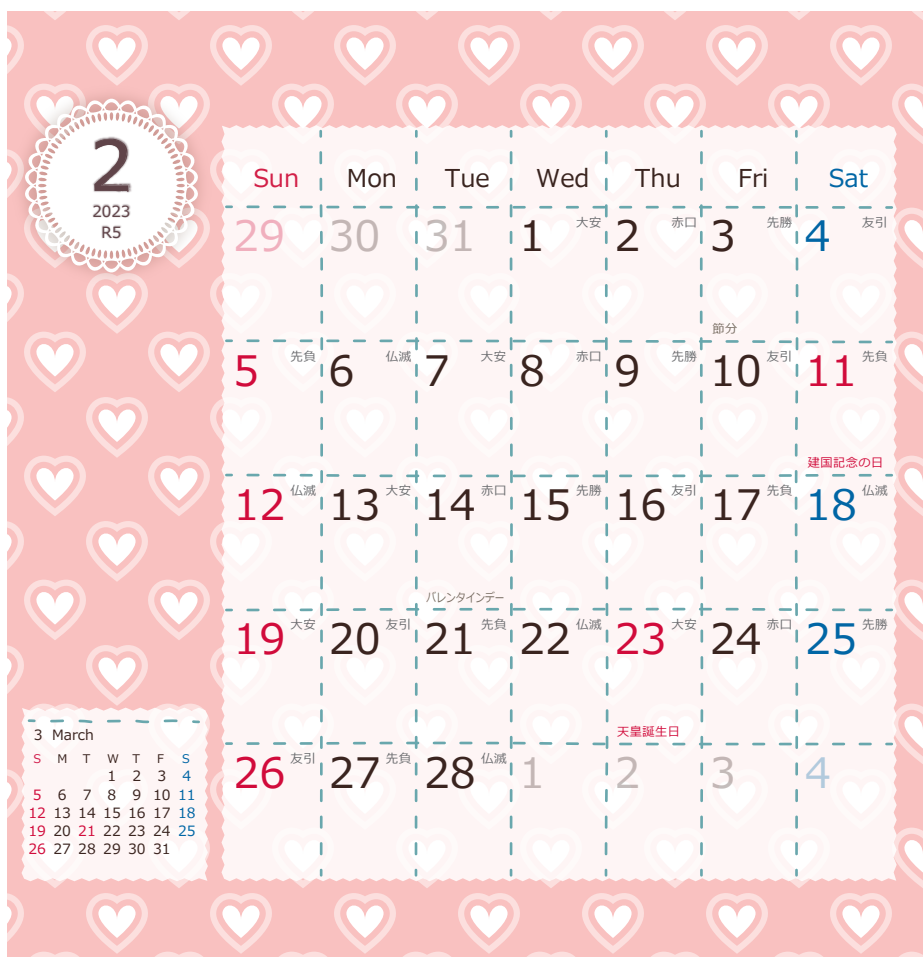 2
2023
R5
Sun Mon Tue Wed Thu Fri Sat
29 30 31 1 大安 2 赤口 3 先勝 4 友引
節分
5 先負 6 仏滅 7 大安 8 赤口 9 先勝 10 友引 11 先負
建国記念の日
12 仏滅 13 大安 14 赤口 15 先勝 16 友引 17 先負 18 仏滅
バレンタインデー
19 大安 20 友引 21 先負 22 仏滅 23 大安 24 赤口 25 先勝
天皇誕生日
26 友引 27 先負 28 仏滅 1 2 3 4
3 March
S M T W T F S
1 2 3 4
5 6 7 8 9 10 11
12 13 14 15 16 17 18
19 20 21 22 23 24 25
26 27 28 29 30 31